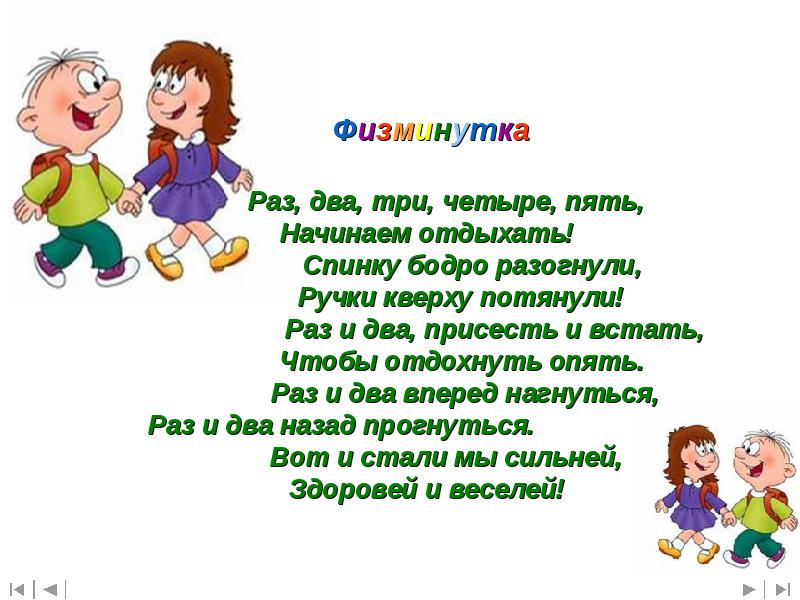 Физминутка
Раз, два, три, четыре, пять,
Начинаем отдыхать!
Спинку бодро разогнули,
Ручки кверху потянули!
Раз и два, присесть и встать,
Чтобы отдохнуть опять.
Раз и два вперед нагнуться,
Раз и два назад прогнуться.
Вот и стали мы сильней,
Здоровей и веселей!